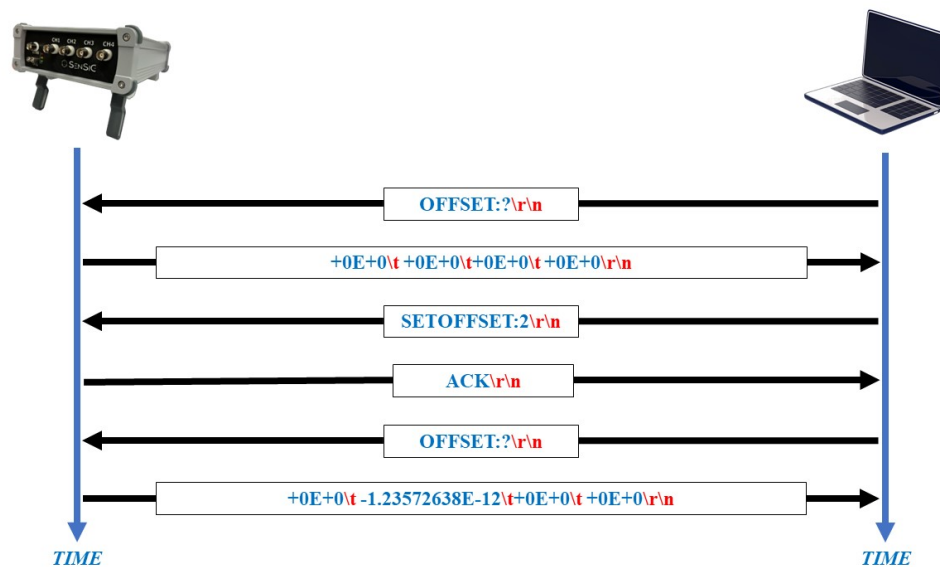 CH1 CH2 CH3 CH4
SENSIC
OFFSET:?\r\n
+0E+0\t +0E+0\t+0E+0\t +0E+0\r\n
SETOFFSET:2\r\n
ACK\r\n
OFFSET:?\r\n
+0E+0\t -1.23572638E-12\t+0E+0\t +0E+0\r\n
TIME
TIME